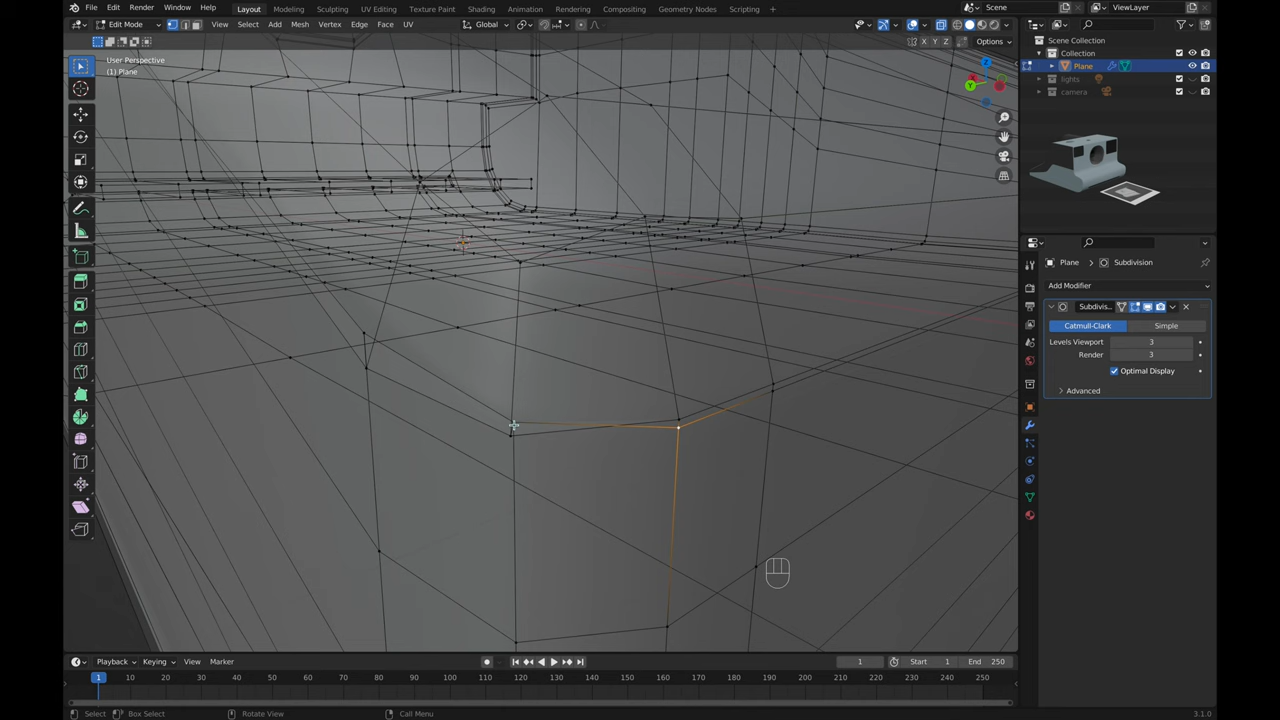 File Edit Render Window Help Layout Modeling Sculpting UV Editing Texture Paint Shading Animation Rendering Compositing Geometry Nodes Scripting Scene ViewLayer
Edit Mode View Select Add Mesh Vertex Edge Face UV Global
X Y Z Options
User Perspective
(1) Plane
Z
Y
Scene Collection
Collection
Plane
lights
camera
Plane Subdivision
Add Modifier
Subdivis...
Catmull-Clark Simple
Levels Viewport 3
Render 3
Optimal Display
Advanced
Playback Keying View Marker 1 Start 1 End 250
1 10 20 30 40 50 60 70 80 90 100 110 120 130 140 150 160 170 180 190 200 210 220 230 240 250
Select Box Select Rotate View Call Menu 3.1.0